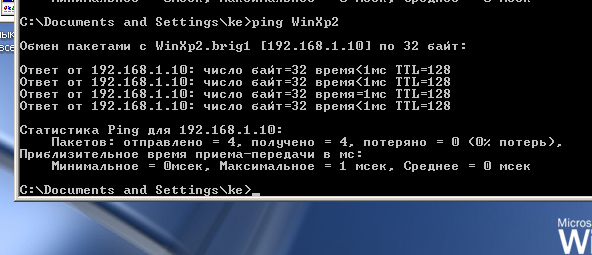 C:\Documents and Settings\ke>ping WinXp2
Обмен пакетами с WinXp2.brig1 [192.168.1.10] по 32 байт:
Ответ от 192.168.1.10: число байт=32 время<1мс TTL=128
Ответ от 192.168.1.10: число байт=32 время<1мс TTL=128
Ответ от 192.168.1.10: число байт=32 время=1мс TTL=128
Ответ от 192.168.1.10: число байт=32 время<1мс TTL=128
Статистика Ping для 192.168.1.10:
Пакетов: отправлено = 4, получено = 4, потеряно = 0 (0% потерь),
Приблизительное время приема-передачи в мс:
Минимальное = 0мсек, Максимальное = 1 мсек, Среднее = 0 мсек
C:\Documents and Settings\ke>_